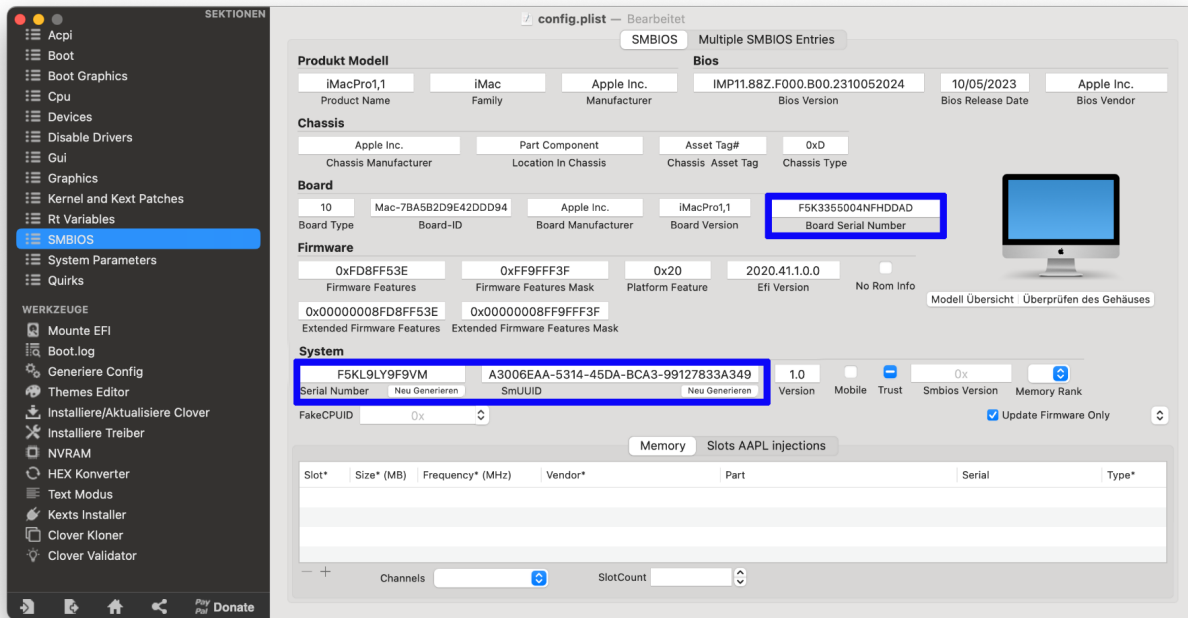 SEKTIONEN
Acpi
Boot
Boot Graphics
Cpu
Devices
Disable Drivers
Gui
Graphics
Kernel and Kext Patches
Rt Variables
SMBIOS
System Parameters
Quirks
WERKZEUGE
Mounte EFI
Boot.log
Generiere Config
Themes Editor
Installiere/Aktualisiere Clover
Installiere Treiber
NVRAM
HEX Konverter
Text Modus
Kexts Installer
Clover Kloner
Clover Validator
Pay Pal Donate
config.plist — Bearbeitet
SMBIOS Multiple SMBIOS Entries
Produkt Modell Bios
iMacPro1,1 iMac Apple Inc. IMP11.88Z.F000.B00.2310052024 10/05/2023 Apple Inc.
Product Name Family Manufacturer Bios Version Bios Release Date Bios Vendor
Chassis
Apple Inc. Part Component Asset Tag# 0xD
Chassis Manufacturer Location In Chassis Chassis Asset Tag Chassis Type
Board
10 Mac-7BA5B2D9E42DDD94 Apple Inc. iMacPro1,1 F5K3355004NFHDDAD
Board Type Board-ID Board Manufacturer Board Version Board Serial Number
Firmware
0xFD8FF53E 0xFF9FFF3F 0x20 2020.41.1.0.0
Firmware Features Firmware Features Mask Platform Feature Efi Version No Rom Info
Modell Übersicht Überprüfen des Gehäuses
0x00000008FD8FF53E 0x00000008FF9FFF3F
Extended Firmware Features Extended Firmware Features Mask
System
F5KL9LY9F9VM A3006EAA-5314-45DA-BCA3-99127833A349 1.0 0x
Serial Number Neu Generieren SmUUID Neu Generieren Version Mobile Trust Smbios Version Memory Rank
FakeCPUID 0x Update Firmware Only
Memory Slots AAPL injections
Slot* Size* (MB) Frequency* (MHz) Vendor* Part Serial Type*
Channels SlotCount